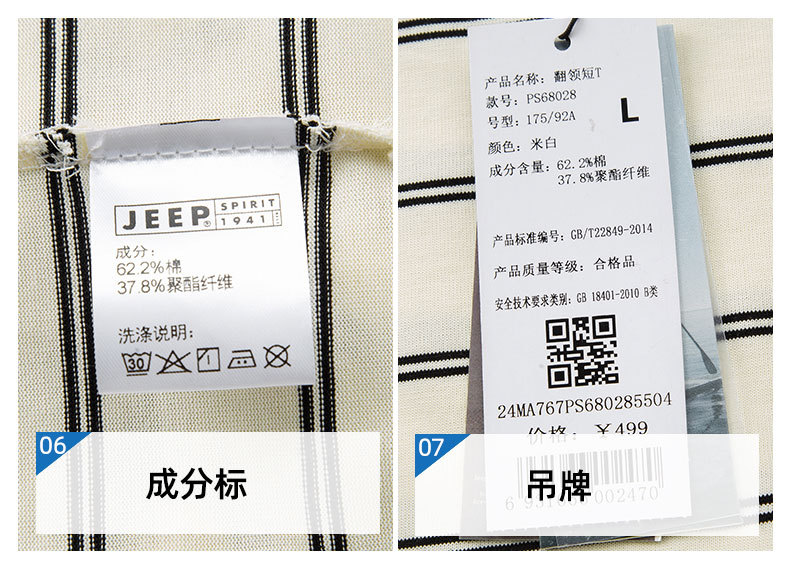 JEEP
SPIRIT
1941
成分:
62.2%棉
37.8%聚酯纤维
洗涤说明:
30
06
成分标
产品名称: 翻领短T
款号: PS68028
号型: 175/92A
L
颜色: 米白
成分含量: 62.2%棉
37.8%聚酯纤维
产品标准编号: GB/T22849-2014
产品质量等级: 合格品
安全技术要求类别: GB 18401-2010 B类
24MA767PS680285504
价格: ¥499
002470
07
吊牌